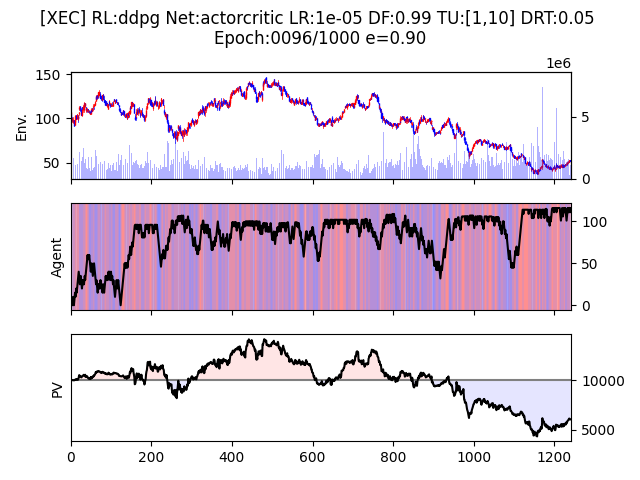 [XEC] RL:ddpg Net:actorcritic LR:1e-05 DF:0.99 TU:[1,10] DRT:0.05
Epoch:0096/1000 e=0.90
1e6
150
100
50
Env.
5
0
Agent
100
50
0
PV
10000
5000
0 200 400 600 800 1000 1200